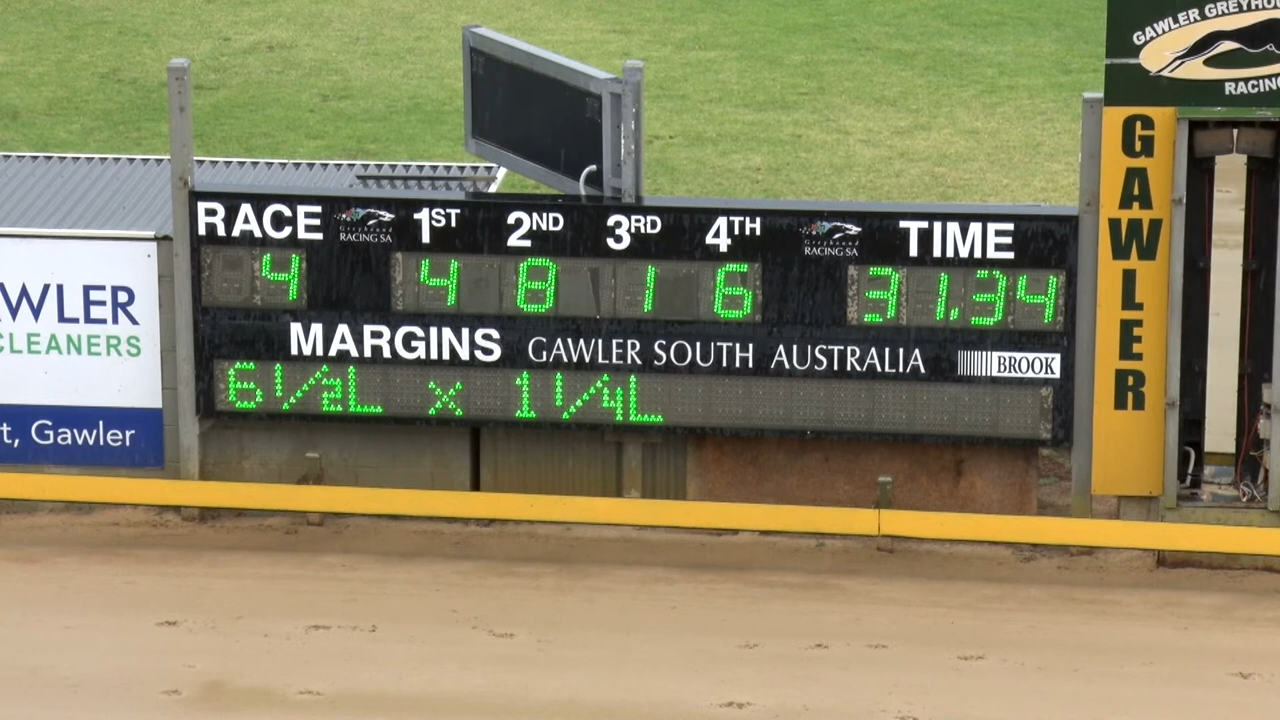 GAWLER GREYHOU
RACING
GAWLER
RACE 1ST 2ND 3RD 4TH TIME
Greyhound
RACING SA
Greyhound
RACING SA
4 4 8 1 6 31.34
MARGINS GAWLER SOUTH AUSTRALIA BROOK
6 1/2L x 1 1/4L
WLER
CLEANERS
t, Gawler